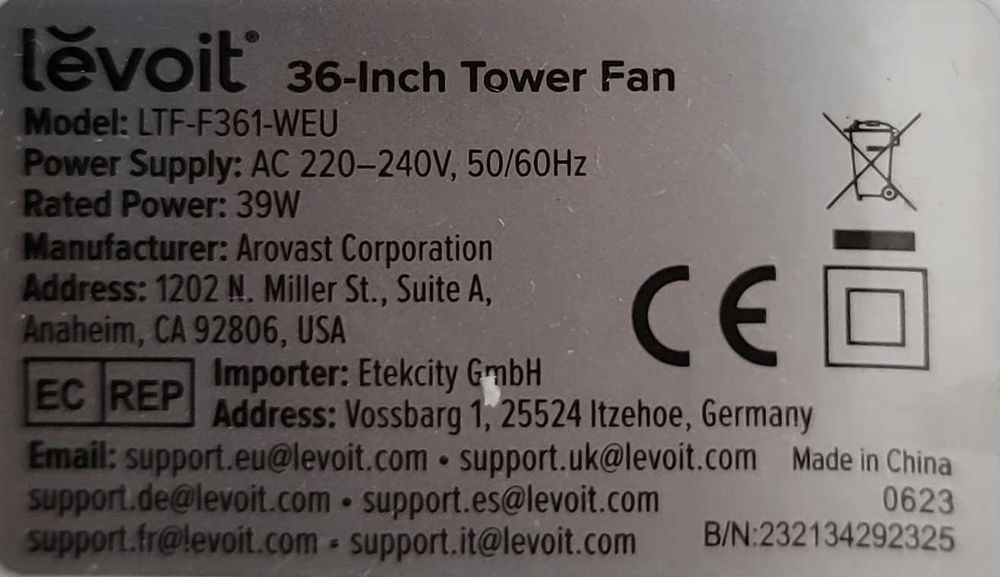 levoit® 36-Inch Tower Fan
Model: LTF-F361-WEU
Power Supply: AC 220–240V, 50/60Hz
Rated Power: 39W
Manufacturer: Arovast Corporation
Address: 1202 N. Miller St., Suite A,
Anaheim, CA 92806, USA
CE
EC REP
Importer: Etekcity GmbH
Address: Vossbarg 1, 25524 Itzehoe, Germany
Email: support.eu@levoit.com • support.uk@levoit.com
support.de@levoit.com • support.es@levoit.com
support.fr@levoit.com • support.it@levoit.com
Made in China
0623
B/N:232134292325